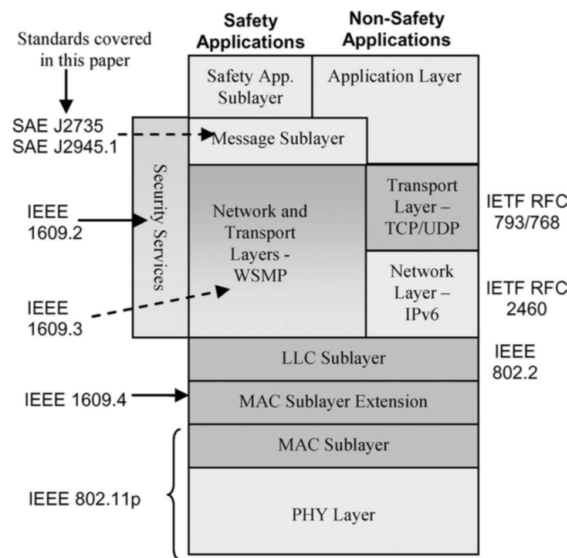 Standards covered
in this paper
Safety
Applications
Non-Safety
Applications
Safety App.
Sublayer
Application Layer
SAE J2735
SAE J2945.1
Message Sublayer
Security Services
IEEE
1609.2
Network and
Transport
Layers -
WSMP
Transport
Layer –
TCP/UDP
IETF RFC
793/768
IEEE
1609.3
Network
Layer –
IPv6
IETF RFC
2460
LLC Sublayer
IEEE
802.2
IEEE 1609.4
MAC Sublayer Extension
MAC Sublayer
IEEE 802.11p
PHY Layer